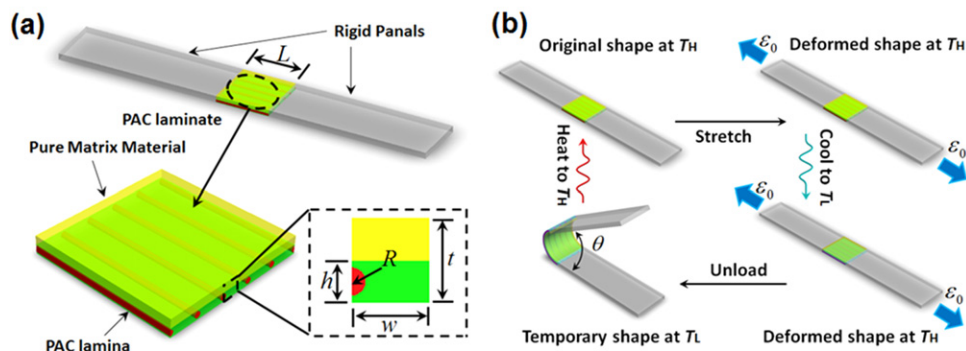 (a)
Rigid Panals
L
PAC laminate
Pure Matrix Material
R
h
t
w
PAC lamina
(b)
Original shape at TH
Deformed shape at TH
ε0
Stretch
ε0
Heat to TH
Cool to TL
ε0
θ
Unload
ε0
Temporary shape at TL
Deformed shape at TH